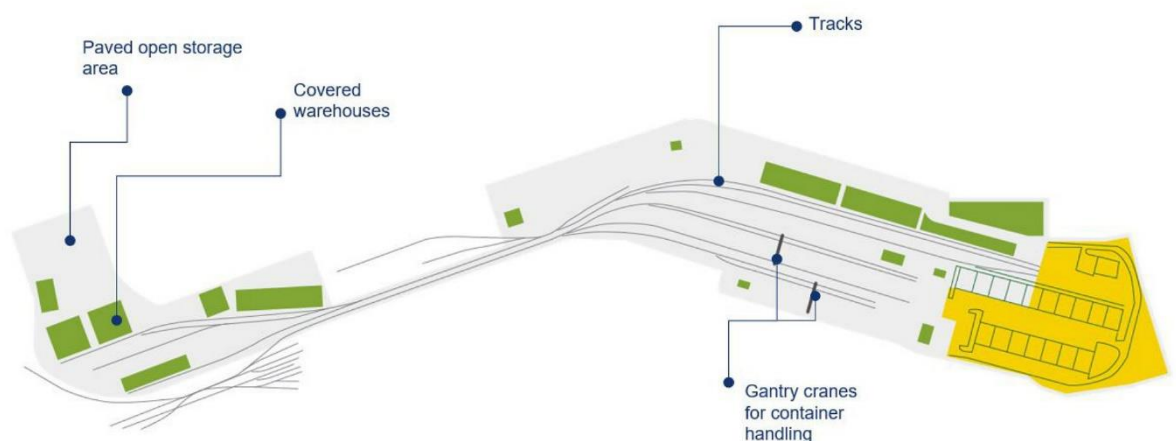 Tracks
Paved open storage
area
Covered
warehouses
Gantry cranes
for container
handling